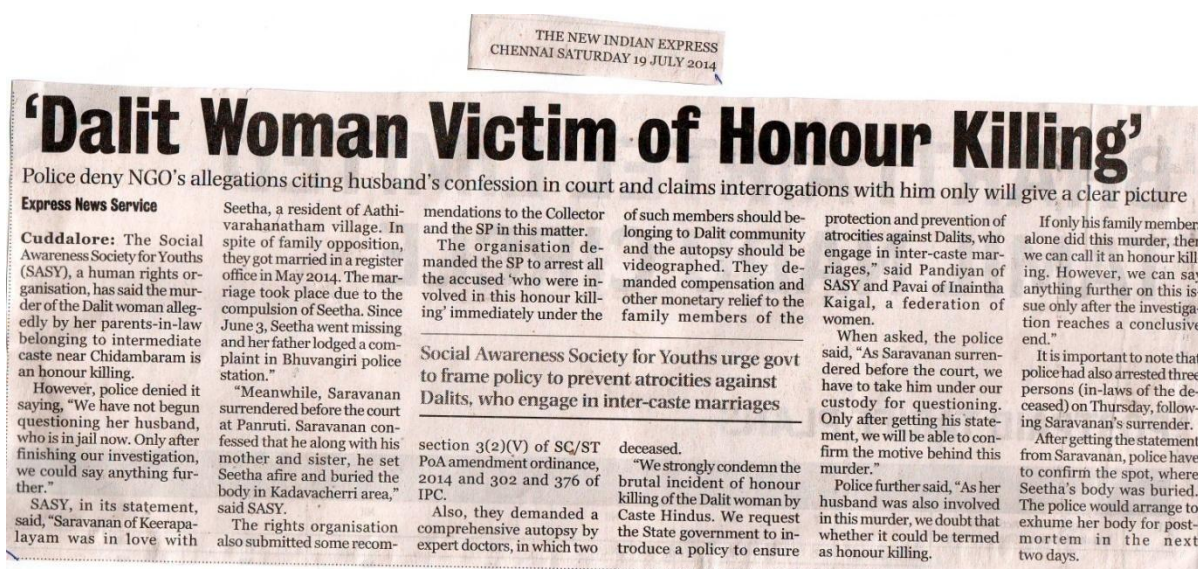 THE NEW INDIAN EXPRESS
CHENNAI SATURDAY 19 JULY 2014
‘Dalit Woman Victim of Honour Killing’
Police deny NGO's allegations citing husband's confession in court and claims interrogations with him only will give a clear picture
Express News Service
Cuddalore: The Social
Awareness Society for Youths
(SASY), a human rights or-
ganisation, has said the mur-
der of the Dalit woman alleg-
edly by her parents-in-law
belonging to intermediate
caste near Chidambaram is
an honour killing.
However, police denied it
saying, “We have not begun
questioning her husband,
who is in jail now. Only after
finishing our investigation,
we could say anything fur-
ther.”
SASY, in its statement,
said, “Saravanan of Keerapa-
layam was in love with
Seetha, a resident of Aathi-
varahanatham village. In
spite of family opposition,
they got married in a register
office in May 2014. The mar-
riage took place due to the
compulsion of Seetha. Since
June 3, Seetha went missing
and her father lodged a com-
plaint in Bhuvangiri police
station.”
“Meanwhile, Saravanan
surrendered before the court
at Panruti. Saravanan con-
fessed that he along with his
mother and sister, he set
Seetha afire and buried the
body in Kadavacherri area,”
said SASY.
The rights organisation
also submitted some recom-
mendations to the Collector
and the SP in this matter.
The organisation de-
manded the SP to arrest all
the accused ‘who were in-
volved in this honour kill-
ing’ immediately under the
Social Awareness Society for Youths urge govt
to frame policy to prevent atrocities against
Dalits, who engage in inter-caste marriages
section 3(2)(V) of SC/ST
PoA amendment ordinance,
2014 and 302 and 376 of
IPC.
Also, they demanded a
comprehensive autopsy by
expert doctors, in which two
of such members should be-
longing to Dalit community
and the autopsy should be
videographed. They de-
manded compensation and
other monetary relief to the
family members of the
deceased.
“We strongly condemn the
brutal incident of honour
killing of the Dalit woman by
Caste Hindus. We request
the State government to in-
troduce a policy to ensure
protection and prevention of
atrocities against Dalits, who
engage in inter-caste mar-
riages,” said Pandiyan of
SASY and Pavai of Inaintha
Kaigal, a federation of
women.
When asked, the police
said, “As Saravanan surren-
dered before the court, we
have to take him under our
custody for questioning.
Only after getting his state-
ment, we will be able to con-
firm the motive behind this
murder.”
Police further said, “As her
husband was also involved
in this murder, we doubt that
whether it could be termed
as honour killing.
If only his family member
alone did this murder, then
we can call it an honour kill
ing. However, we can say
anything further on this is-
sue only after the investiga-
tion reaches a conclusive
end.”
It is important to note that
police had also arrested three
persons (in-laws of the de-
ceased) on Thursday, follow-
ing Saravanan's surrender.
After getting the statement
from Saravanan, police have
to confirm the spot, where
Seetha's body was buried.
The police would arrange to
exhume her body for post-
mortem in the next
two days.